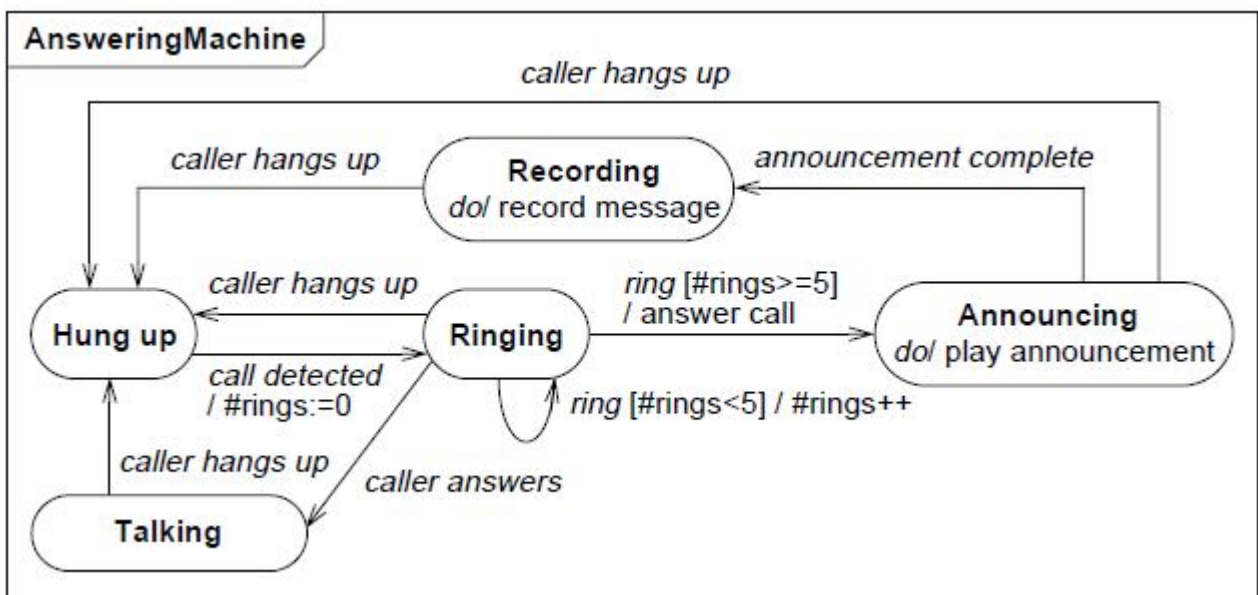 AnsweringMachine
caller hangs up
caller hangs up
Recording
do/ record message
announcement complete
caller hangs up
ring [#rings>=5]
/ answer call
Hung up
Ringing
Announcing
do/ play announcement
call detected
/ #rings:=0
ring [#rings<5] / #rings++
caller hangs up
caller answers
Talking